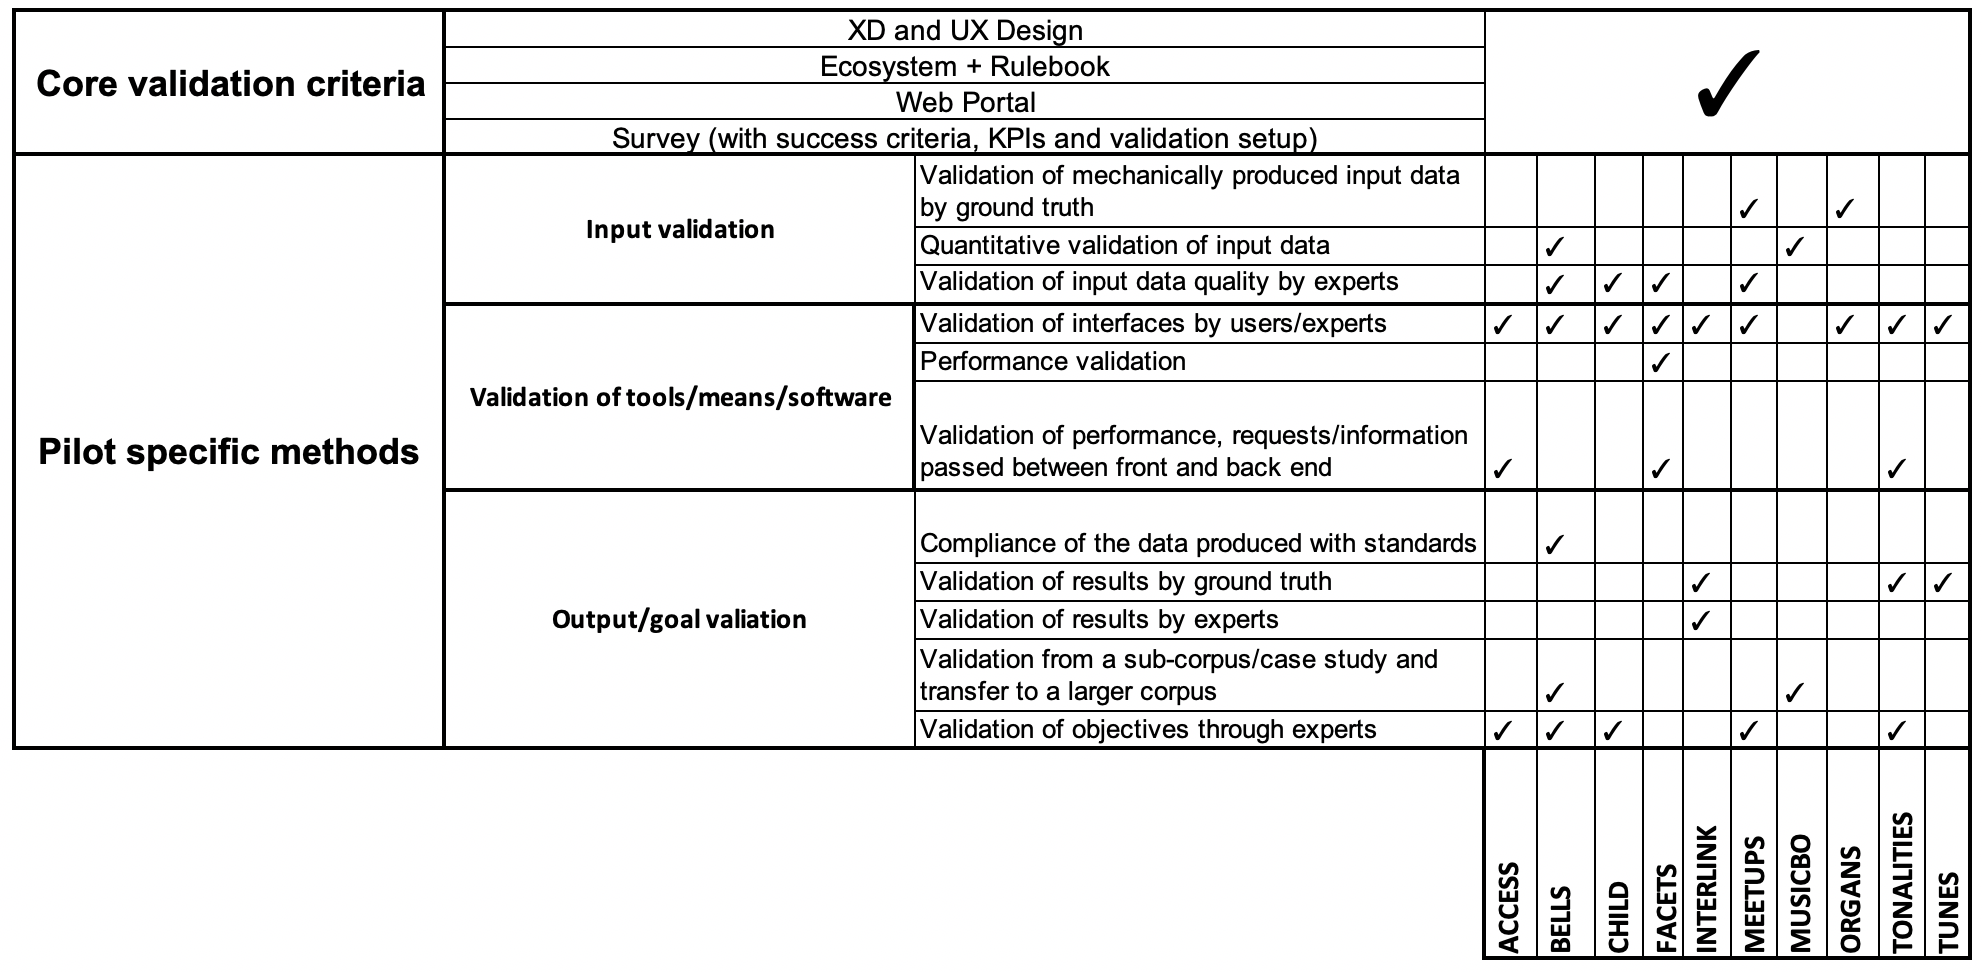 XD and UX Design
Core validation criteria
Ecosystem + Rulebook
Web Portal
Survey (with success criteria, KPIs and validation setup)
✓
Pilot specific methods
Input validation
Validation of mechanically produced input data
by ground truth ✓ ✓
Quantitative validation of input data ✓ ✓
Validation of input data quality by experts ✓ ✓ ✓ ✓
Validation of tools/means/software
Validation of interfaces by users/experts ✓ ✓ ✓ ✓ ✓ ✓ ✓ ✓ ✓
Performance validation ✓
Validation of performance, requests/information
passed between front and back end ✓ ✓ ✓
Output/goal valiation
Compliance of the data produced with standards ✓
Validation of results by ground truth ✓ ✓ ✓
Validation of results by experts ✓
Validation from a sub-corpus/case study and
transfer to a larger corpus ✓ ✓
Validation of objectives through experts ✓ ✓ ✓ ✓ ✓
ACCESS
BELLS
CHILD
FACETS
INTERLINK
MEETUPS
MUSICBO
ORGANS
TONALITIES
TUNES